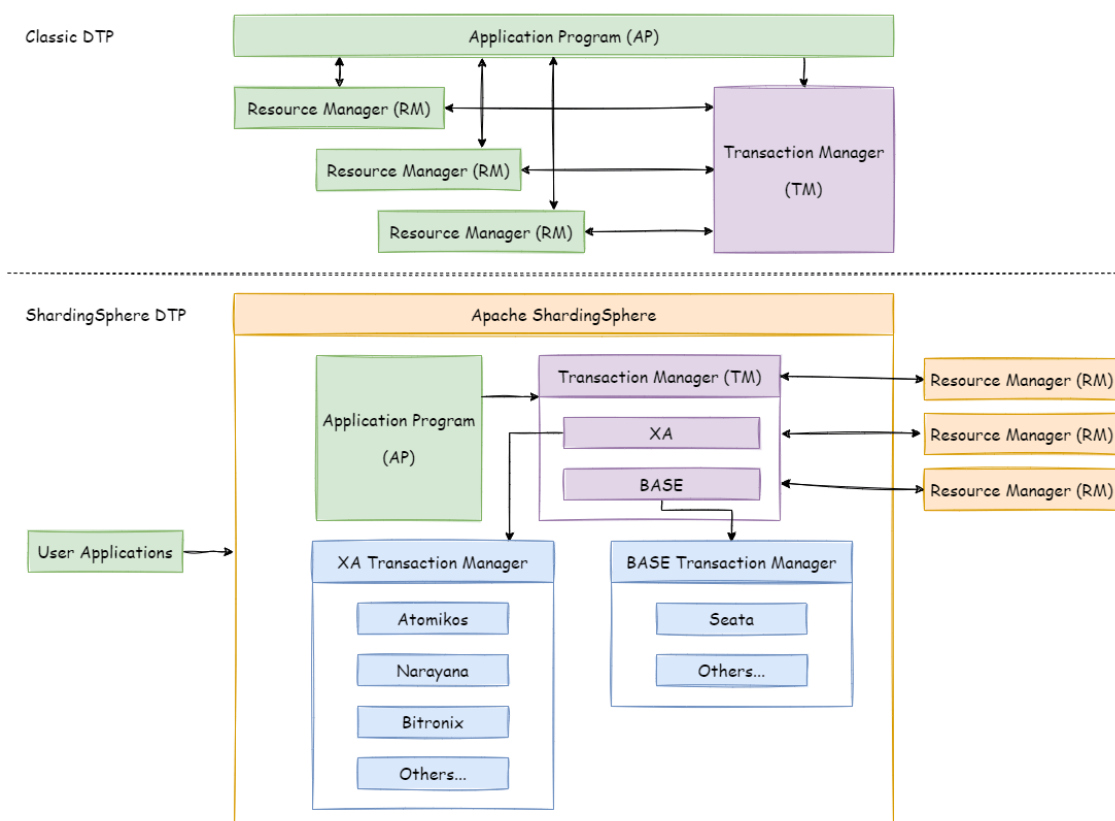 Classic DTP
Application Program (AP)
Resource Manager (RM)
Transaction Manager
(TM)
Resource Manager (RM)
Resource Manager (RM)
ShardingSphere DTP
Apache ShardingSphere
Application Program
(AP)
Transaction Manager (TM)
XA
BASE
Resource Manager (RM)
Resource Manager (RM)
Resource Manager (RM)
User Applications
XA Transaction Manager
Atomikos
Narayana
Bitronix
Others...
BASE Transaction Manager
Seata
Others...